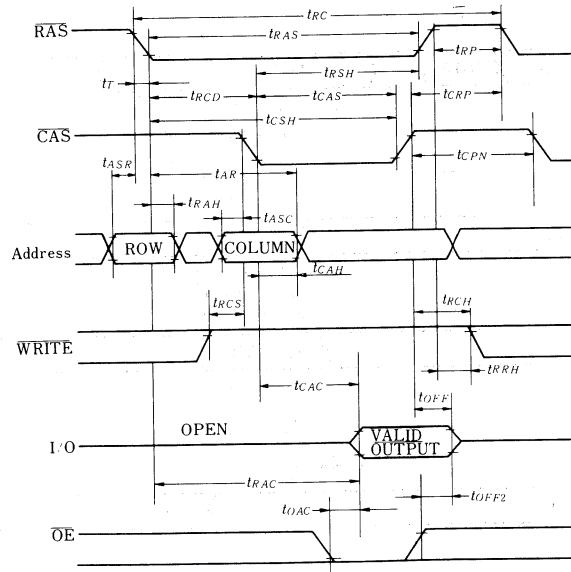 tRC
RAS
tRAS
tRP
tRSH
tT
tRCD
tCAS
tCRP
tCSH
CAS
tCPN
tASR
tAR
tRAH
tASC
Address
ROW
COLUMN
tCAH
tRCS
tRCH
WRITE
tRRH
tCAC
tOFF
OPEN
VALID
OUTPUT
I/O
tRAC
tOAC
tOFF2
OE